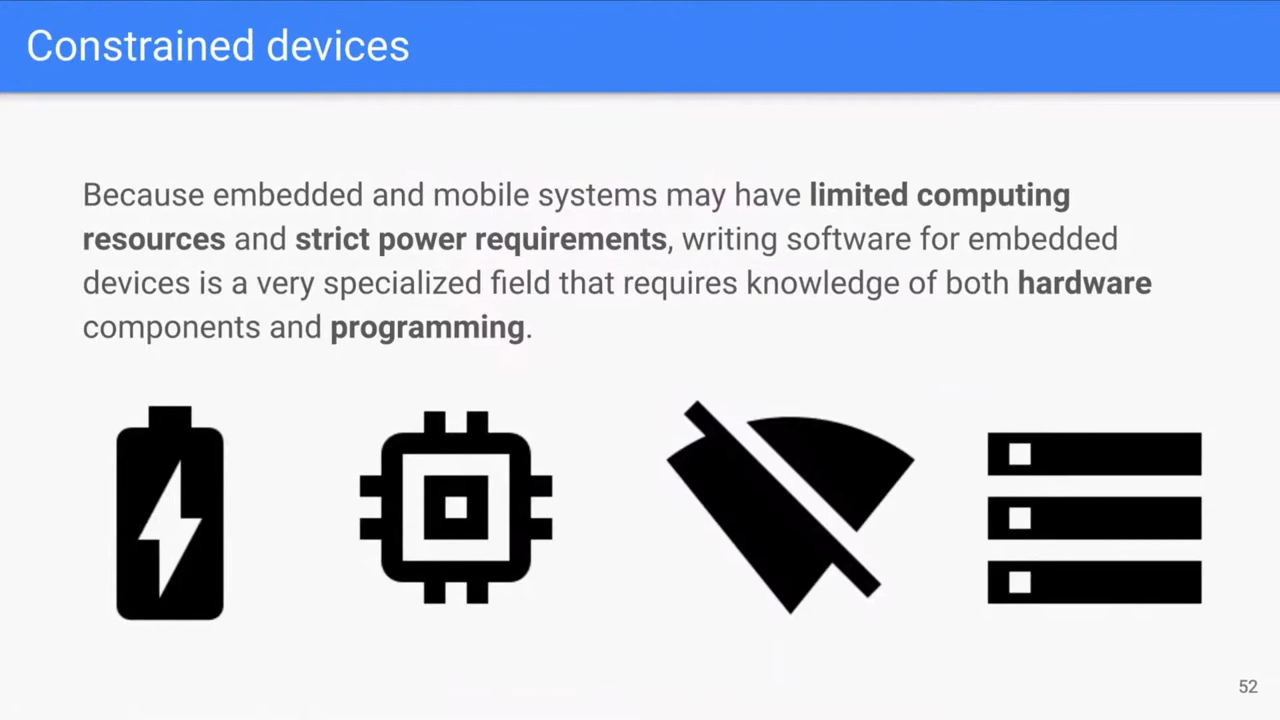 Constrained devices
Because embedded and mobile systems may have limited computing
resources and strict power requirements, writing software for embedded
devices is a very specialized field that requires knowledge of both hardware
components and programming.
52